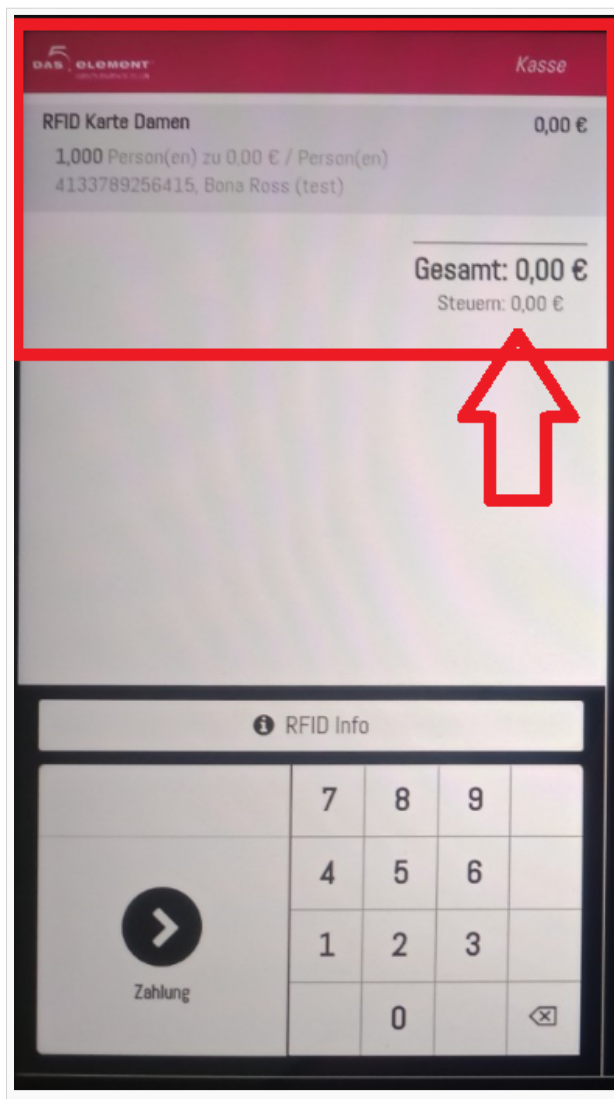 DAS 5 ELEMENT
Kasse
RFID Karte Damen 0,00 €
1,000 Person(en) zu 0,00 € / Person(en)
4133789256415, Bona Ross (test)
Gesamt: 0,00 €
Steuern: 0,00 €
RFID Info
7 8 9
4 5 6
1 2 3
Zahlung
0